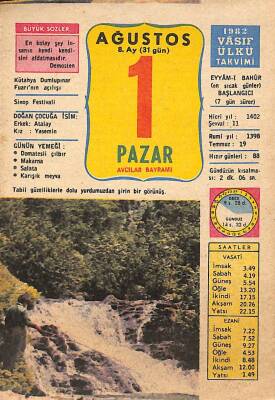 BÜYÜK SÖZLER
En kolay şey in-
sanın kendi kendi-
sini aldatmasıdır.
Demosten
Kütahya Dumlupınar
Fuarı'nın açılışı
Sinop Festivali
DOĞAN ÇOCUĞA İSİM:
Erkek: Atalay
Kız : Yasemin
GÜNÜN YEMEĞİ :
• Domatesli çılbır
• Makarna
• Salata
• Karışık meyva
AĞUSTOS
8. Ay (31 gün)
1
PAZAR
AVCILAR BAYRAMI
1982
VÂSIF
ÜLKÜ
TAKVİMİ
EYYÂM-I BAHÛR
(en sıcak günler)
BAŞLANGICI
(7 gün sürer)
Hicri yıl : 1402
Şevval : 11
Rumi yıl : 1398
Temmuz : 19
Hızır günleri : 88
Gündüzün kısalma-
sı: 2 dk. 06 sn.
Tabii güzelliklerle dolu yurdumuzdan şirin bir görünüş.
GECE
GÜNDÜZ
SAATLER
VASATİ
İmsak 3.49
Sabah 4.19
Güneş 5.54
Öğle 13.20
İkindi 17.15
Akşam 20.26
Yatsı 22.15
EZANİ
İmsak 7.22
Sabah 7.52
Güneş 9.27
Öğle 4.53
İkindi 8.48
Akşam 12.00
Yatsı 1.49